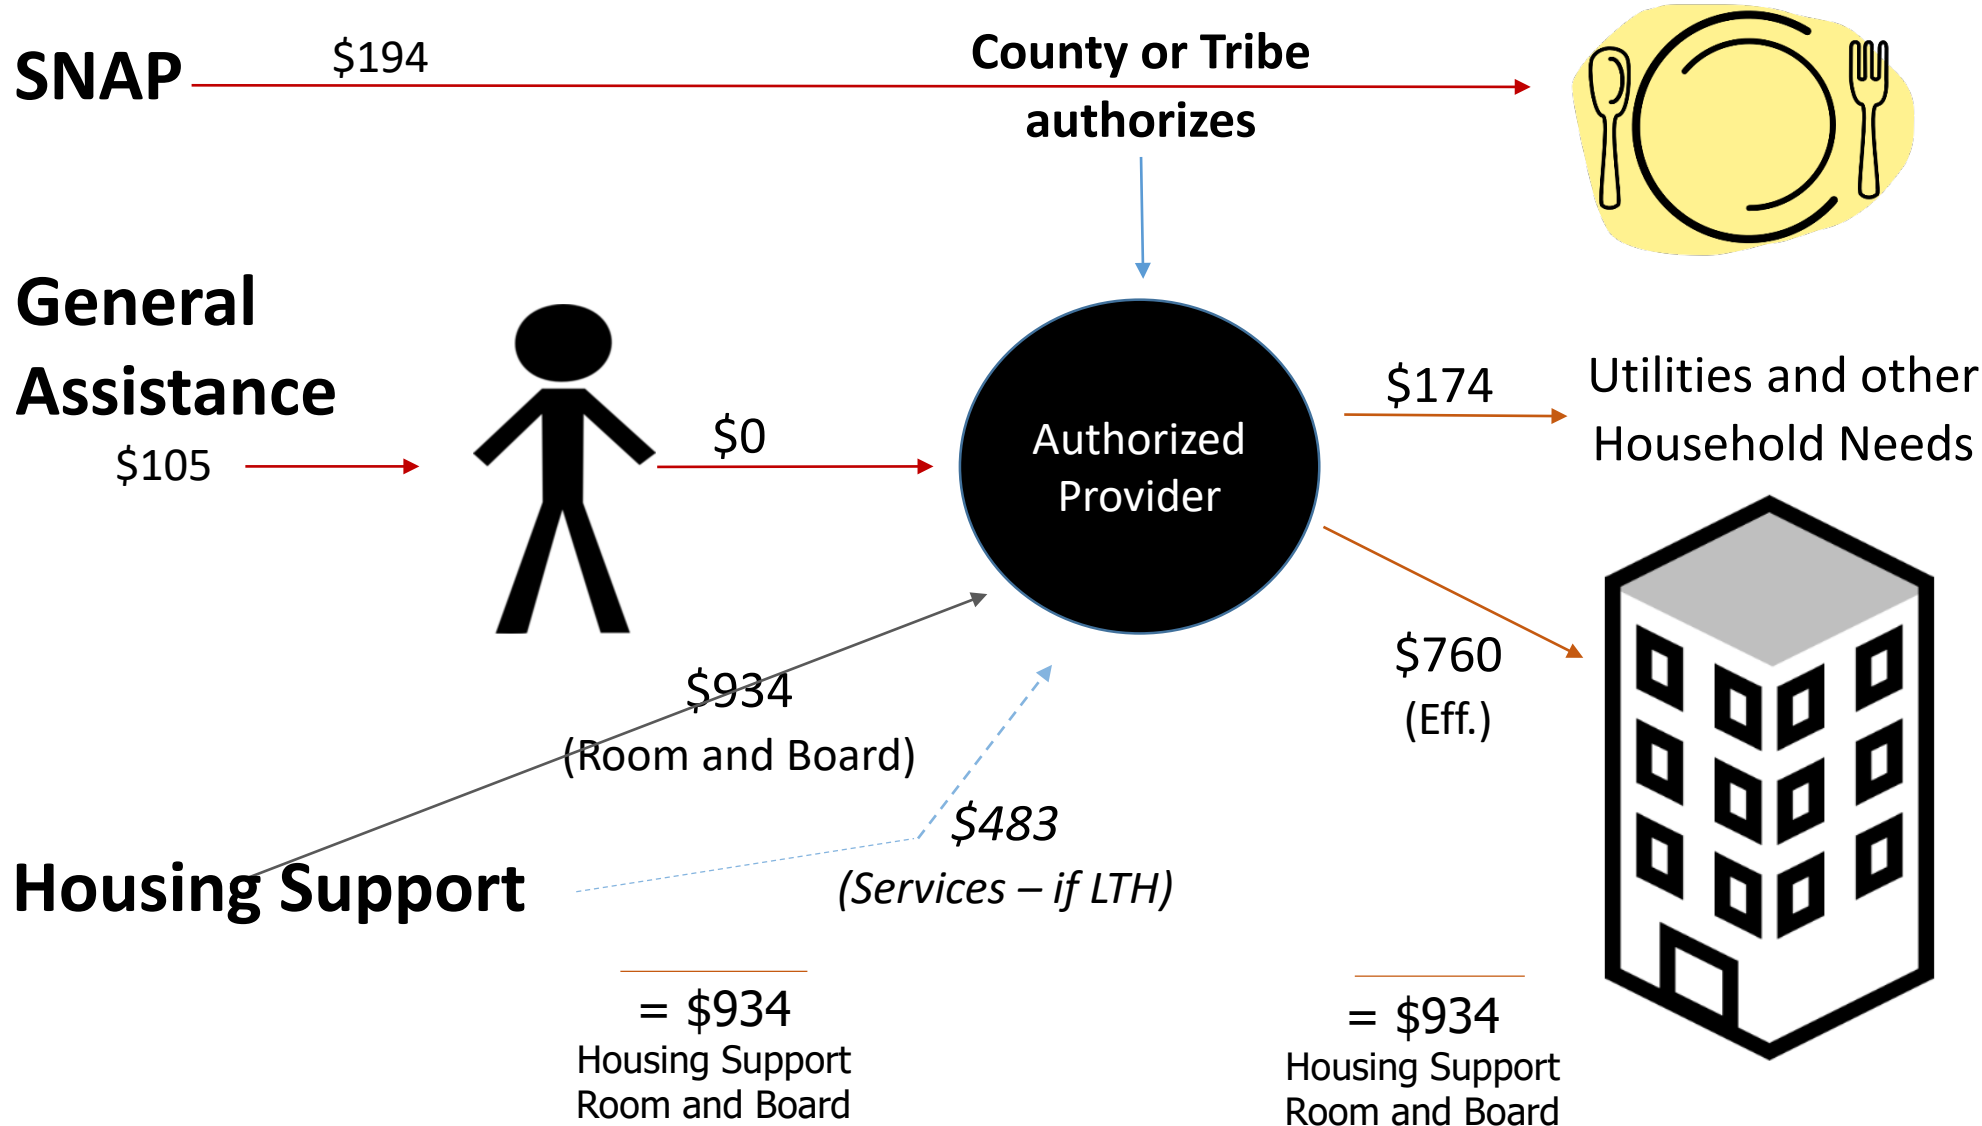 SNAP
$194
County or Tribe
authorizes
General
Assistance
$105
$0
Authorized
Provider
$174
Utilities and other
Household Needs
$760
(Eff.)
$934
(Room and Board)
$483
(Services – if LTH)
Housing Support
= $934
Housing Support
Room and Board
= $934
Housing Support
Room and Board